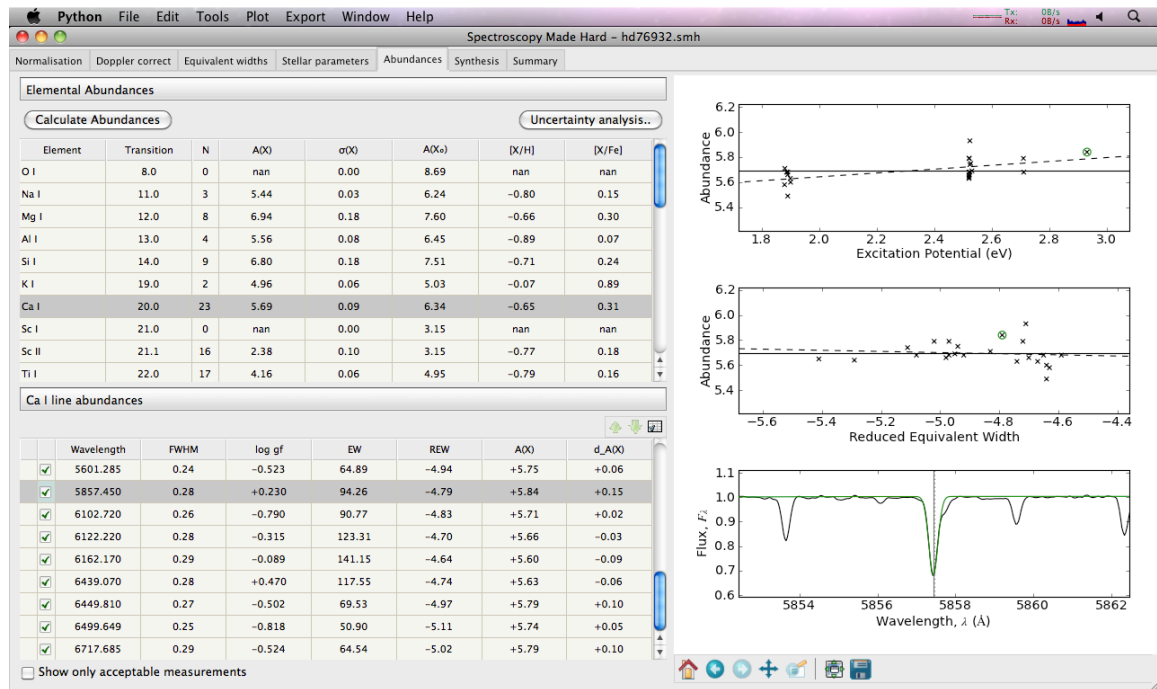 Python File Edit Tools Plot Export Window Help Tx: 0B/s
Rx: 0B/s
Spectroscopy Made Hard – hd76932.smh
Normalisation Doppler correct Equivalent widths Stellar parameters Abundances Synthesis Summary
Elemental Abundances
Calculate Abundances Uncertainty analysis..
Element Transition N A(X) σ(X) A(X₀) [X/H] [X/Fe]
O I 8.0 0 nan 0.00 8.69 nan nan
Na I 11.0 3 5.44 0.03 6.24 −0.80 0.15
Mg I 12.0 8 6.94 0.18 7.60 −0.66 0.30
Al I 13.0 4 5.56 0.08 6.45 −0.89 0.07
Si I 14.0 9 6.80 0.18 7.51 −0.71 0.24
K I 19.0 2 4.96 0.06 5.03 −0.07 0.89
Ca I 20.0 23 5.69 0.09 6.34 −0.65 0.31
Sc I 21.0 0 nan 0.00 3.15 nan nan
Sc II 21.1 16 2.38 0.10 3.15 −0.77 0.18
Ti I 22.0 17 4.16 0.06 4.95 −0.79 0.16
Ca I line abundances
Wavelength FWHM log gf EW REW A(X) d_A(X)
5601.285 0.24 −0.523 64.89 −4.94 +5.75 +0.06
5857.450 0.28 +0.230 94.26 −4.79 +5.84 +0.15
6102.720 0.26 −0.790 90.77 −4.83 +5.71 +0.02
6122.220 0.28 −0.315 123.31 −4.70 +5.66 −0.03
6162.170 0.29 −0.089 141.15 −4.64 +5.60 −0.09
6439.070 0.28 +0.470 117.55 −4.74 +5.63 −0.06
6449.810 0.27 −0.502 69.53 −4.97 +5.79 +0.10
6499.649 0.25 −0.818 50.90 −5.11 +5.74 +0.05
6717.685 0.29 −0.524 64.54 −5.02 +5.79 +0.10
Show only acceptable measurements
6.2
6.0
5.8
5.6
5.4
Abundance
1.8 2.0 2.2 2.4 2.6 2.8 3.0
Excitation Potential (eV)
6.2
6.0
5.8
5.6
5.4
Abundance
−5.6 −5.4 −5.2 −5.0 −4.8 −4.6 −4.4
Reduced Equivalent Width
1.1
1.0
0.9
0.8
0.7
0.6
Flux, Fλ
5854 5856 5858 5860 5862
Wavelength, λ (Å)